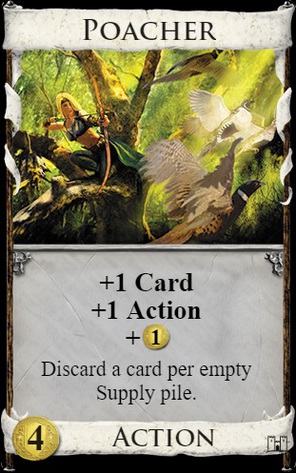 POACHER
+1 Card
+1 Action
+ 1
Discard a card per empty
Supply pile.
4 ACTION